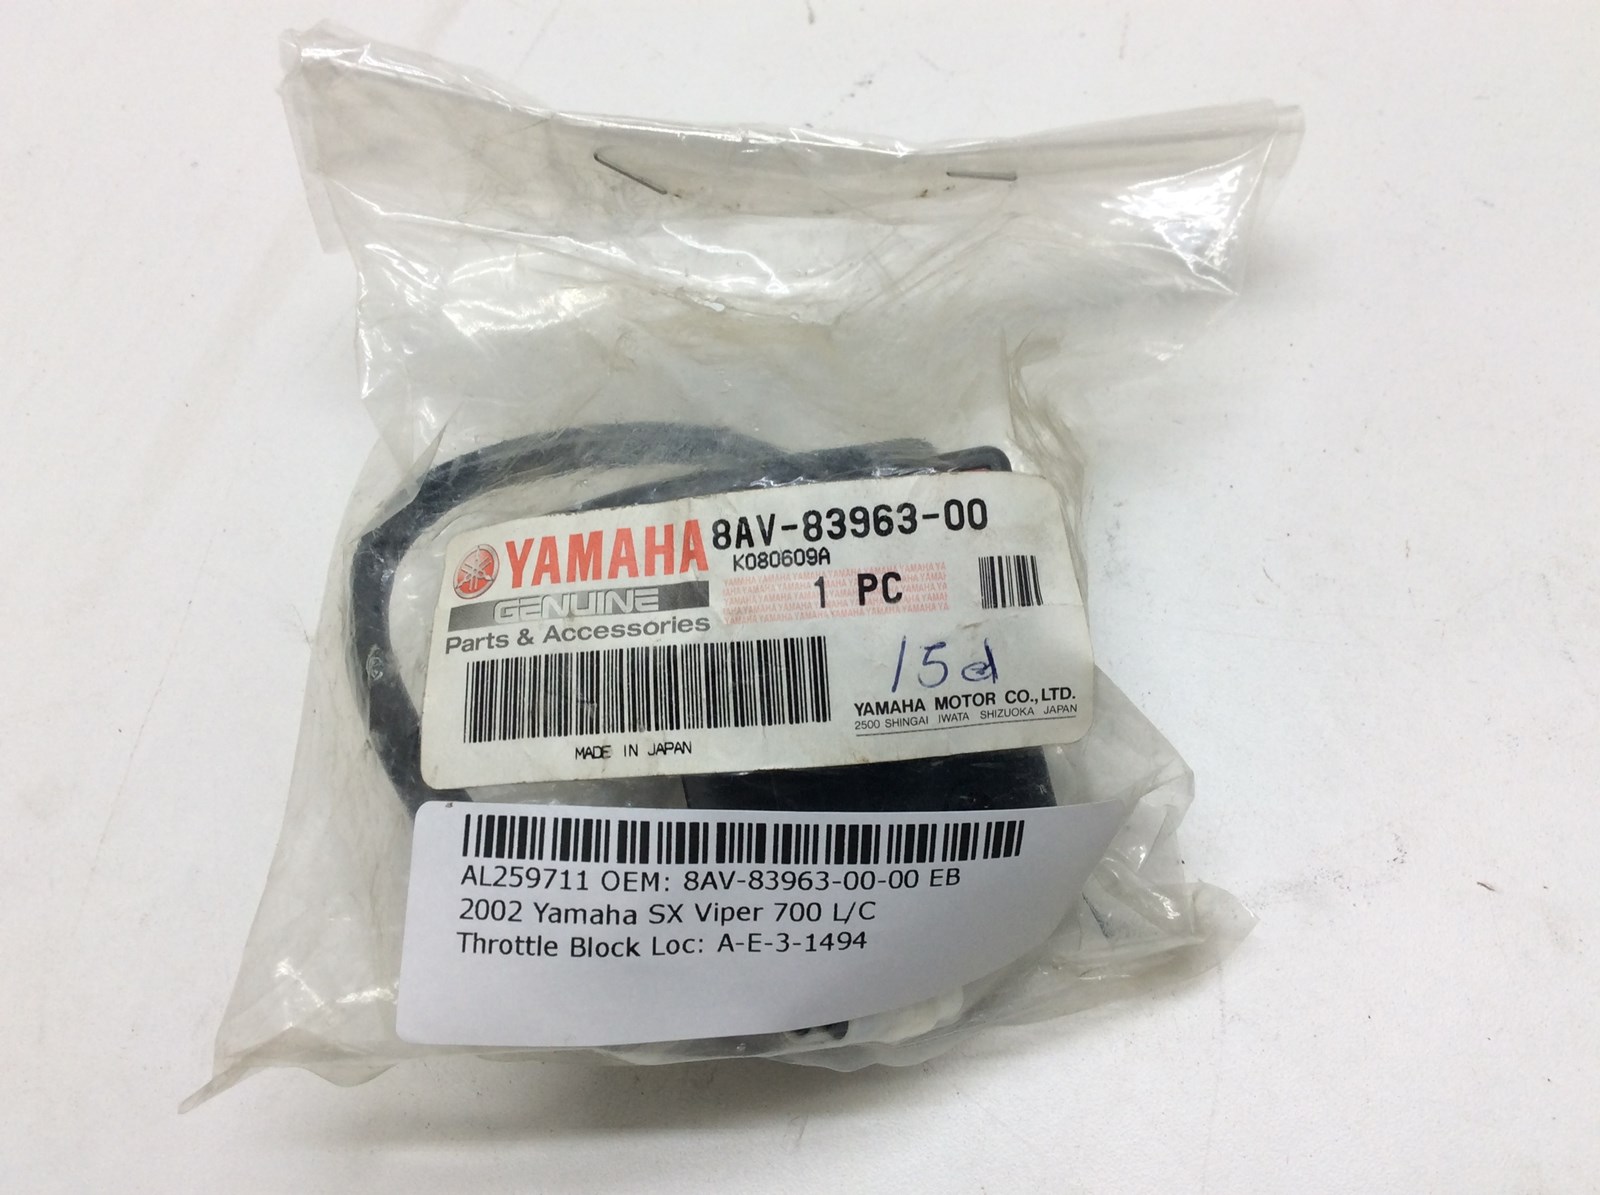 YAMAHA 8AV-83963-00
K080609A
GENUINE 1 PC
Parts & Accessories
15d
YAMAHA MOTOR CO., LTD.
2500 SHINGAI IWATA SHIZUOKA JAPAN
MADE IN JAPAN
AL259711 OEM: 8AV-83963-00-00 EB
2002 Yamaha SX Viper 700 L/C
Throttle Block Loc: A-E-3-1494